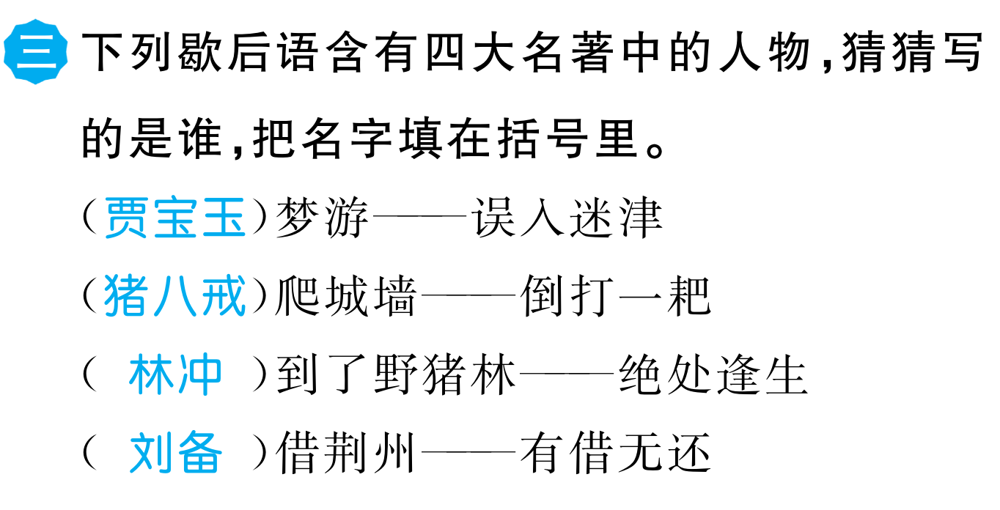 三 下列歇后语含有四大名著中的人物,猜猜写
的是谁,把名字填在括号里。
(贾宝玉)梦游——误入迷津
(猪八戒)爬城墙——倒打一耙
( 林冲 )到了野猪林——绝处逢生
( 刘备 )借荆州——有借无还